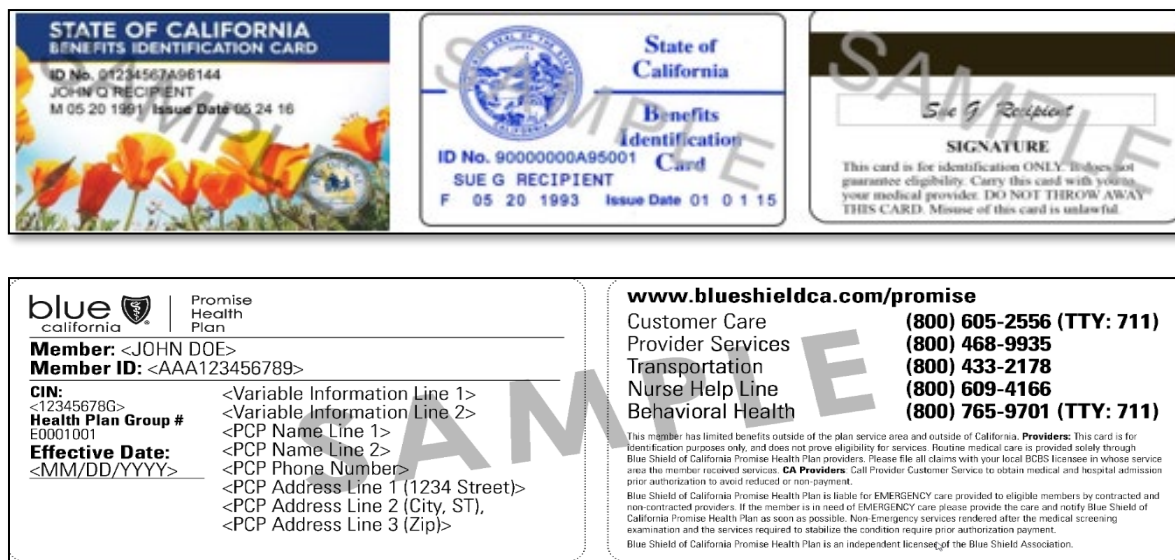 STATE OF CALIFORNIA
BENEFITS IDENTIFICATION CARD
ID No. 01234567A96144
JOHN Q RECIPIENT
M 05 20 1991 Issue Date 05 24 16
SAMPLE
State of
California
Benefits
Identification
Card
ID No. 90000000A95001
SUE G RECIPIENT
F 05 20 1993 Issue Date 01 0 1 15
SAMPLE
Sue G Recipient
SIGNATURE
This card is for identification ONLY. It does not
guarantee eligibility. Carry this card with you to
your medical provider. DO NOT THROW AWAY
THIS CARD. Misuse of this card is unlawful.
SAMPLE
blue
california
Promise
Health
Plan
Member: <JOHN DOE>
Member ID: <AAA123456789>
CIN:
<12345678G>
Health Plan Group #
E0001001
Effective Date:
<MM/DD/YYYY>
<Variable Information Line 1>
<Variable Information Line 2>
<PCP Name Line 1>
<PCP Name Line 2>
<PCP Phone Number>
<PCP Address Line 1 (1234 Street)>
<PCP Address Line 2 (City, ST),
<PCP Address Line 3 (Zip)>
SAMPLE
www.blueshieldca.com/promise
Customer Care (800) 605-2556 (TTY: 711)
Provider Services (800) 468-9935
Transportation (800) 433-2178
Nurse Help Line (800) 609-4166
Behavioral Health (800) 765-9701 (TTY: 711)
This member has limited benefits outside of the plan service area and outside of California. Providers: This card is for
identification purposes only, and does not prove eligibility for services. Routine medical care is provided solely through
Blue Shield of California Promise Health Plan providers. Please file all claims with your local BCBS licensee in whose service
area the member received services. CA Providers: Call Provider Customer Service to obtain medical and hospital admission
prior authorization to avoid reduced or non-payment.
Blue Shield of California Promise Health Plan is liable for EMERGENCY care provided to eligible members by contracted and
non-contracted providers. If the member is in need of EMERGENCY care please provide the care and notify Blue Shield of
California Promise Health Plan as soon as possible. Non-Emergency services rendered after the medical screening
examination and the services required to stabilize the condition require prior authorization payment.
Blue Shield of California Promise Health Plan is an independent licensee of the Blue Shield Association.